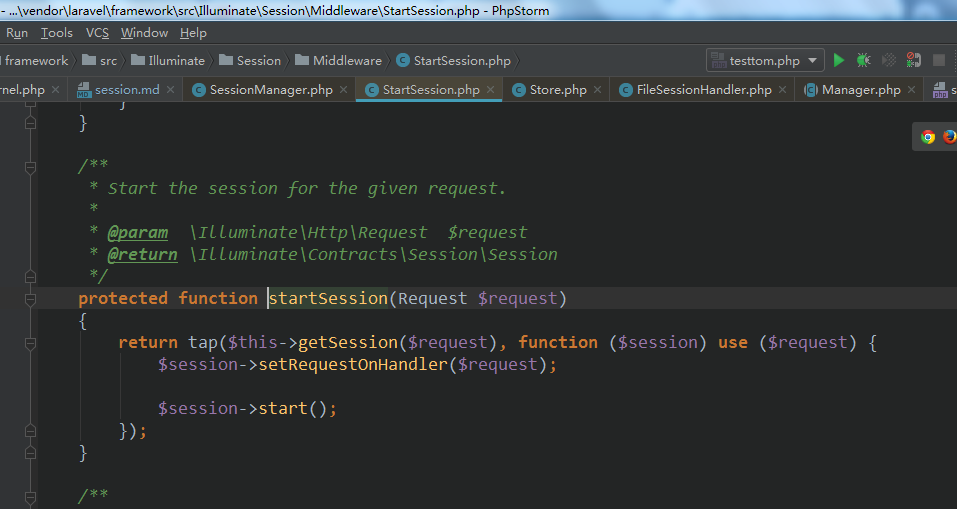 - ...\vendor\laravel\framework\src\Illuminate\Session\Middleware\StartSession.php - PhpStorm
Run Tools VCS Window Help
framework src Illuminate Session Middleware StartSession.php testtom.php
nel.php session.md SessionManager.php StartSession.php Store.php FileSessionHandler.php Manager.php s
}
}
/**
* Start the session for the given request.
*
* @param \Illuminate\Http\Request $request
* @return \Illuminate\Contracts\Session\Session
*/
protected function startSession(Request $request)
{
return tap($this->getSession($request), function ($session) use ($request) {
$session->setRequestOnHandler($request);
$session->start();
});
}
/**